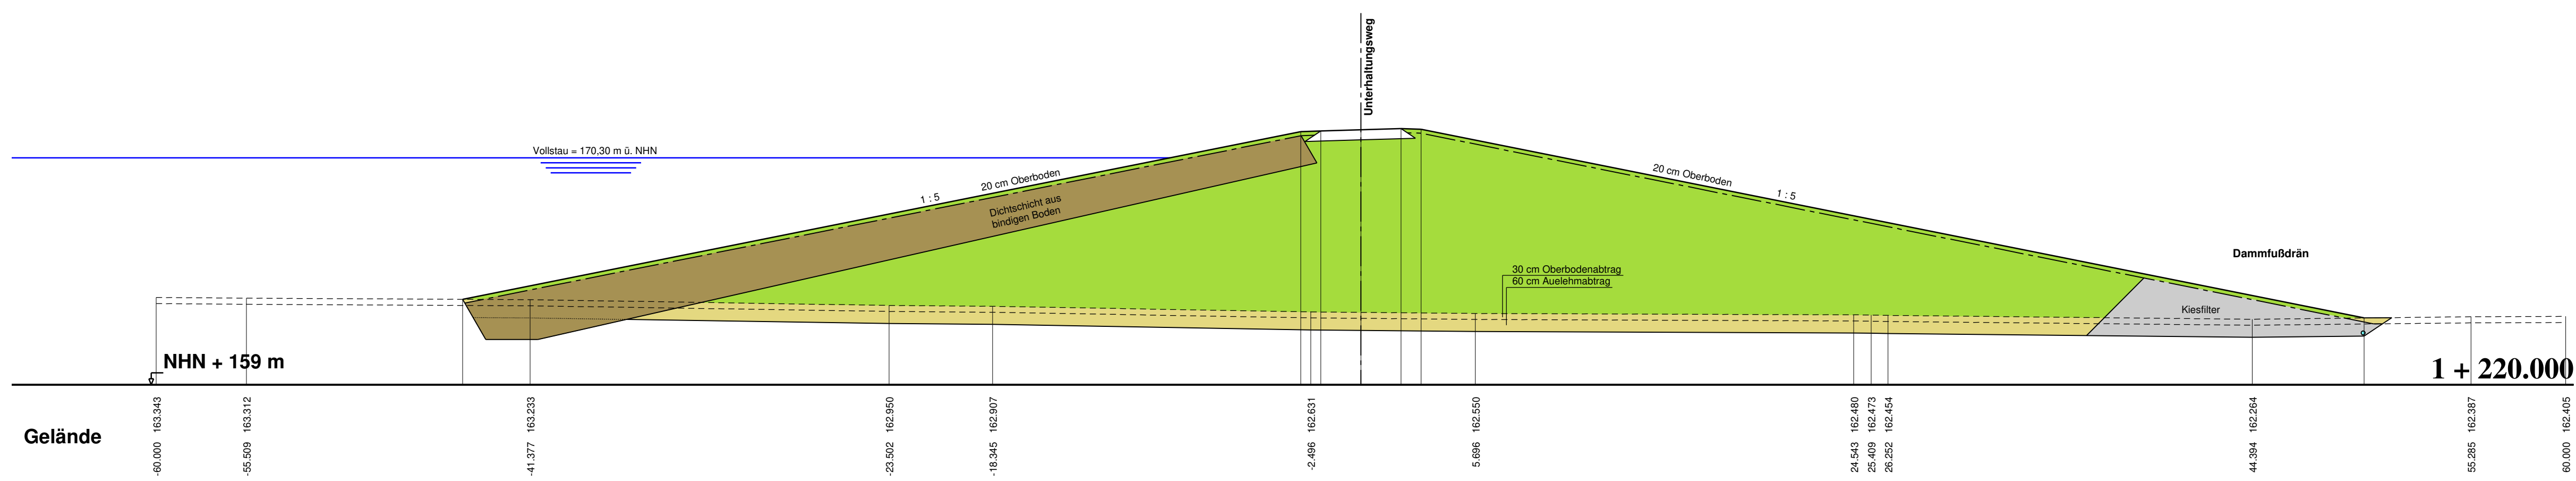 Unterhaltungsweg
Vollstau = 170,30 m ü. NHN
1 : 5
20 cm Oberboden
Dichtschicht aus
bindigen Boden
20 cm Oberboden
1 : 5
Dammfußdrän
30 cm Oberbodenabtrag
60 cm Auelehmabtrag
Kiesfilter
NHN + 159 m
1 + 220.000
Gelände
163.343 163.312 163.233 162.950 162.907 162.631 162.550 162.480 162.473 162.454 162.264 162.387 162.405
-60.000 -55.509 -41.377 -23.502 -18.345 -2.496 5.696 24.543 25.409 26.252 44.394 55.285 60.000